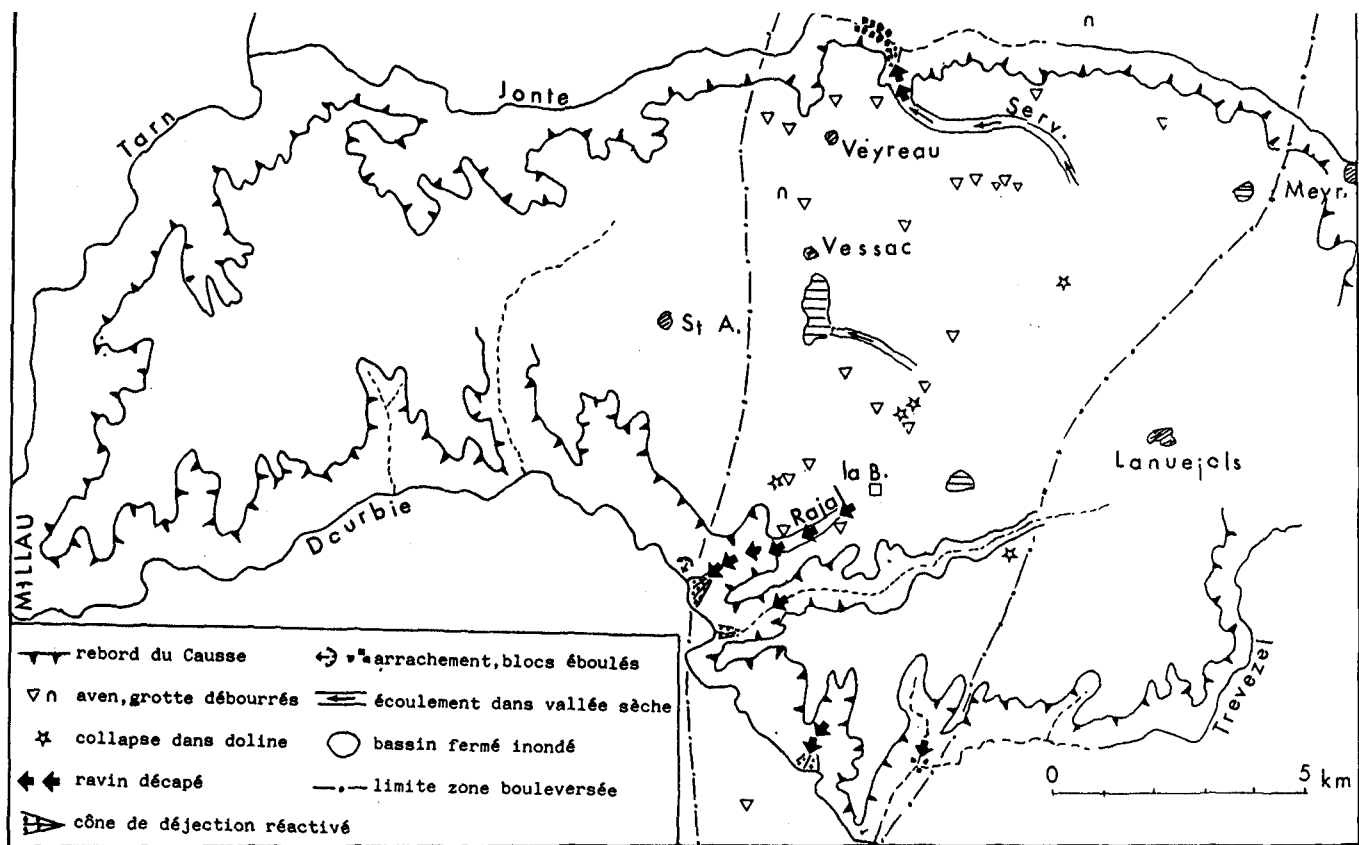 n
Jonte
Tarn
Serv.
Véyreau
n
Meyr.
Vessac
St A.
Lanuejols
la B.
Raja
Dourbie
MILLAU
Trevezel
0 5 km
rebord du Causse
arrachement,blocs éboulés
n aven,grotte débourrés
écoulement dans vallée sèche
collapse dans doline
bassin fermé inondé
ravin décapé
limite zone bouleversée
cône de déjection réactivé